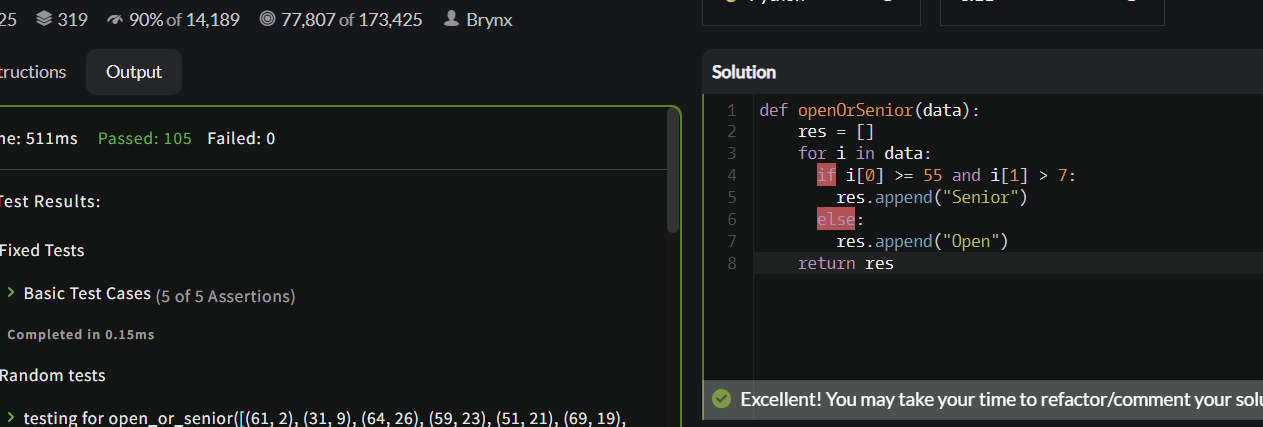 25 319 90% of 14,189 77,807 of 173,425 Brynx
tructions Output
ne: 511ms Passed: 105 Failed: 0
Test Results:
Fixed Tests
Basic Test Cases (5 of 5 Assertions)
Completed in 0.15ms
Random tests
testing for open_or_senior([(61, 2), (31, 9), (64, 26), (59, 23), (51, 21), (69, 19),
Solution
1 def openOrSenior(data):
2 res = []
3 for i in data:
4 if i[0] >= 55 and i[1] > 7:
5 res.append("Senior")
6 else:
7 res.append("Open")
8 return res
Excellent! You may take your time to refactor/comment your solu